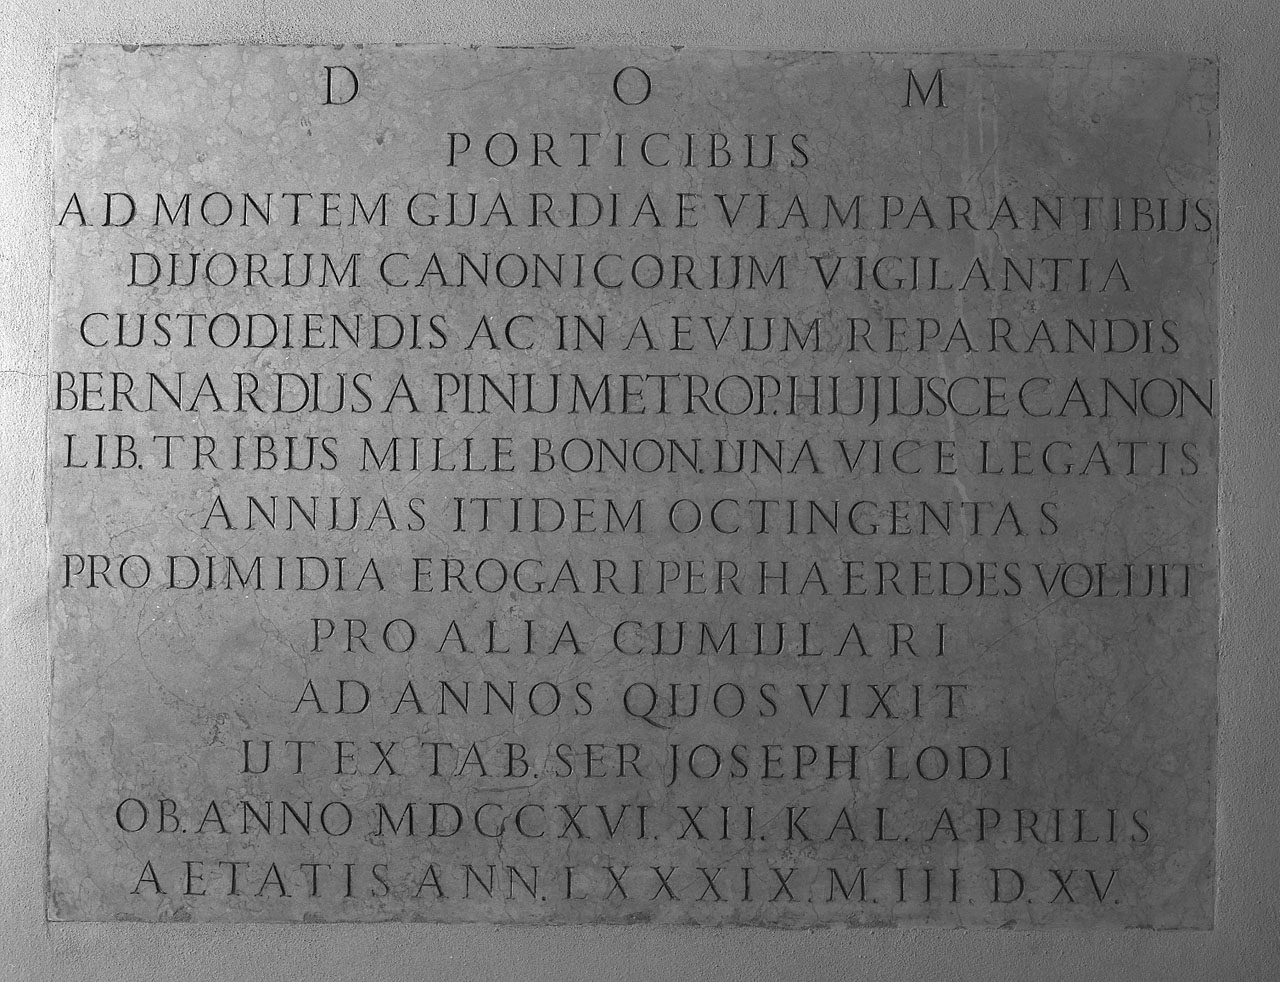 D O M
PORTICIBUS
AD MONTEM GUARDIAE VIAM PARANTIBUS
DUORUM CANONICORUM VIGILANTIA
CUSTODIENDIS AC IN AEVUM REPARANDIS
BERNARDUS A PINU METROP. HUJUSCE CANON
LIB. TRIBUS MILLE BONON. UNA VICE LEGATIS
ANNUAS ITIDEM OCTINGENTAS
PRO DIMIDIA EROGARI PER HAEREDES VOLUIT
PRO ALIA CUMULARI
AD ANNOS QUOS VIXIT
UT EX TAB. SER JOSEPH LODI
OB. ANNO MDCCXVI. XII. KAL. APRILIS
AETATIS ANN. LXXXIX. M. III. D. XV.